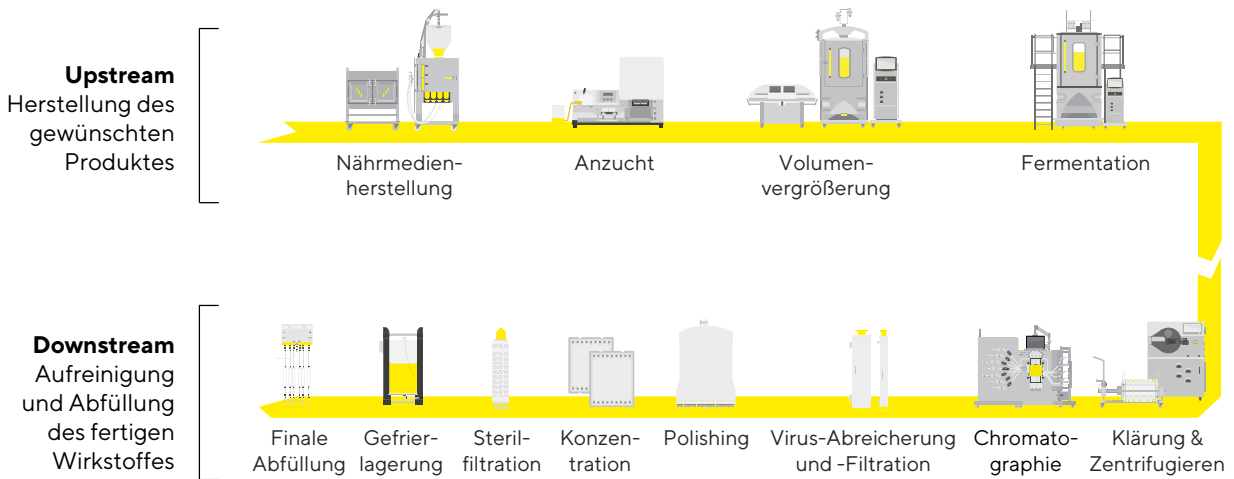 Upstream
Herstellung des
gewünschten
Produktes
Nährmedien-
herstellung
Anzucht
Volumen-
vergrößerung
Fermentation
Downstream
Aufreinigung
und Abfüllung
des fertigen
Wirkstoffes
Finale
Abfüllung
Gefrier-
lagerung
Steril-
filtration
Konzen-
tration
Polishing
Virus-Abreicherung
und -Filtration
Chromato-
graphie
Klärung &
Zentrifugieren